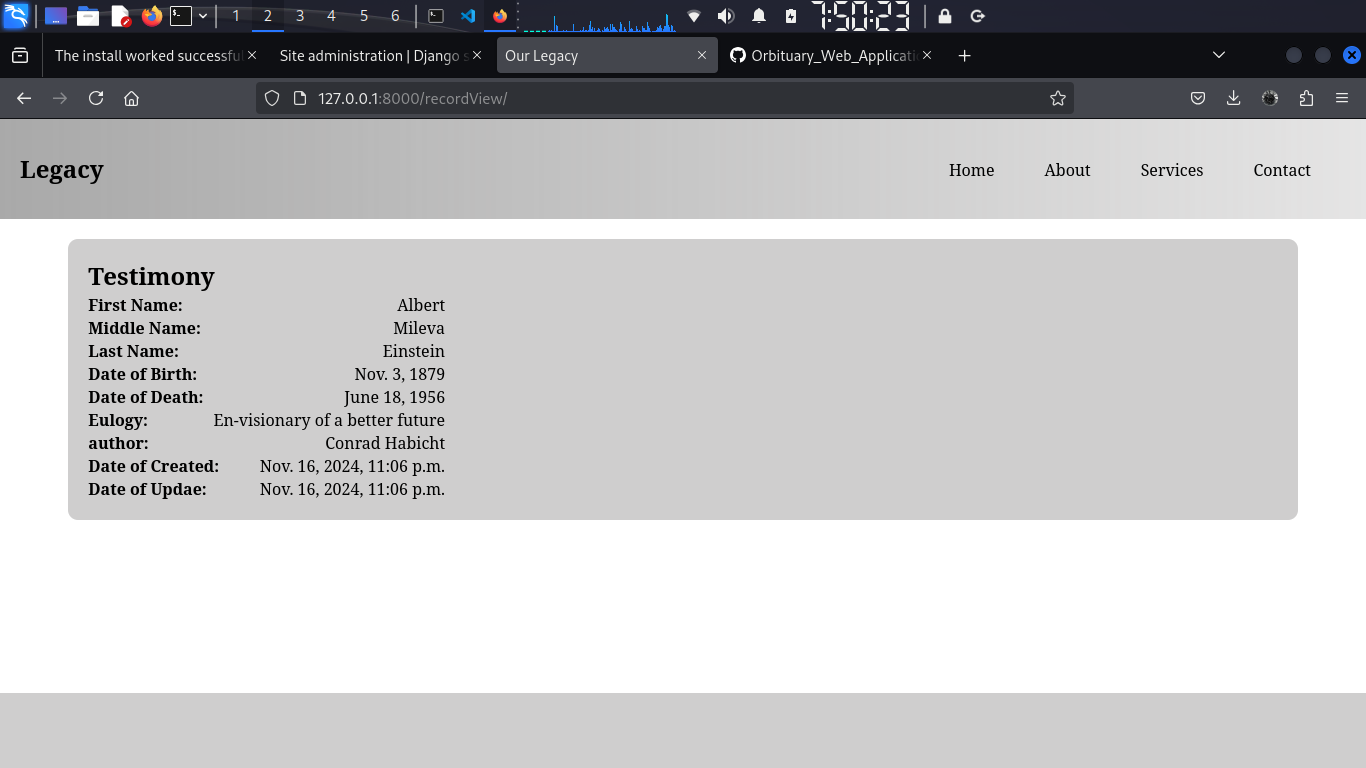 1 2 3 4 5 6 7:50:23
The install worked successfu Site administration | Django s Our Legacy Orbituary_Web_Applicati
127.0.0.1:8000/recordView/
Legacy Home About Services Contact
Testimony
First Name: Albert
Middle Name: Mileva
Last Name: Einstein
Date of Birth: Nov. 3, 1879
Date of Death: June 18, 1956
Eulogy: En-visionary of a better future
author: Conrad Habicht
Date of Created: Nov. 16, 2024, 11:06 p.m.
Date of Updae: Nov. 16, 2024, 11:06 p.m.